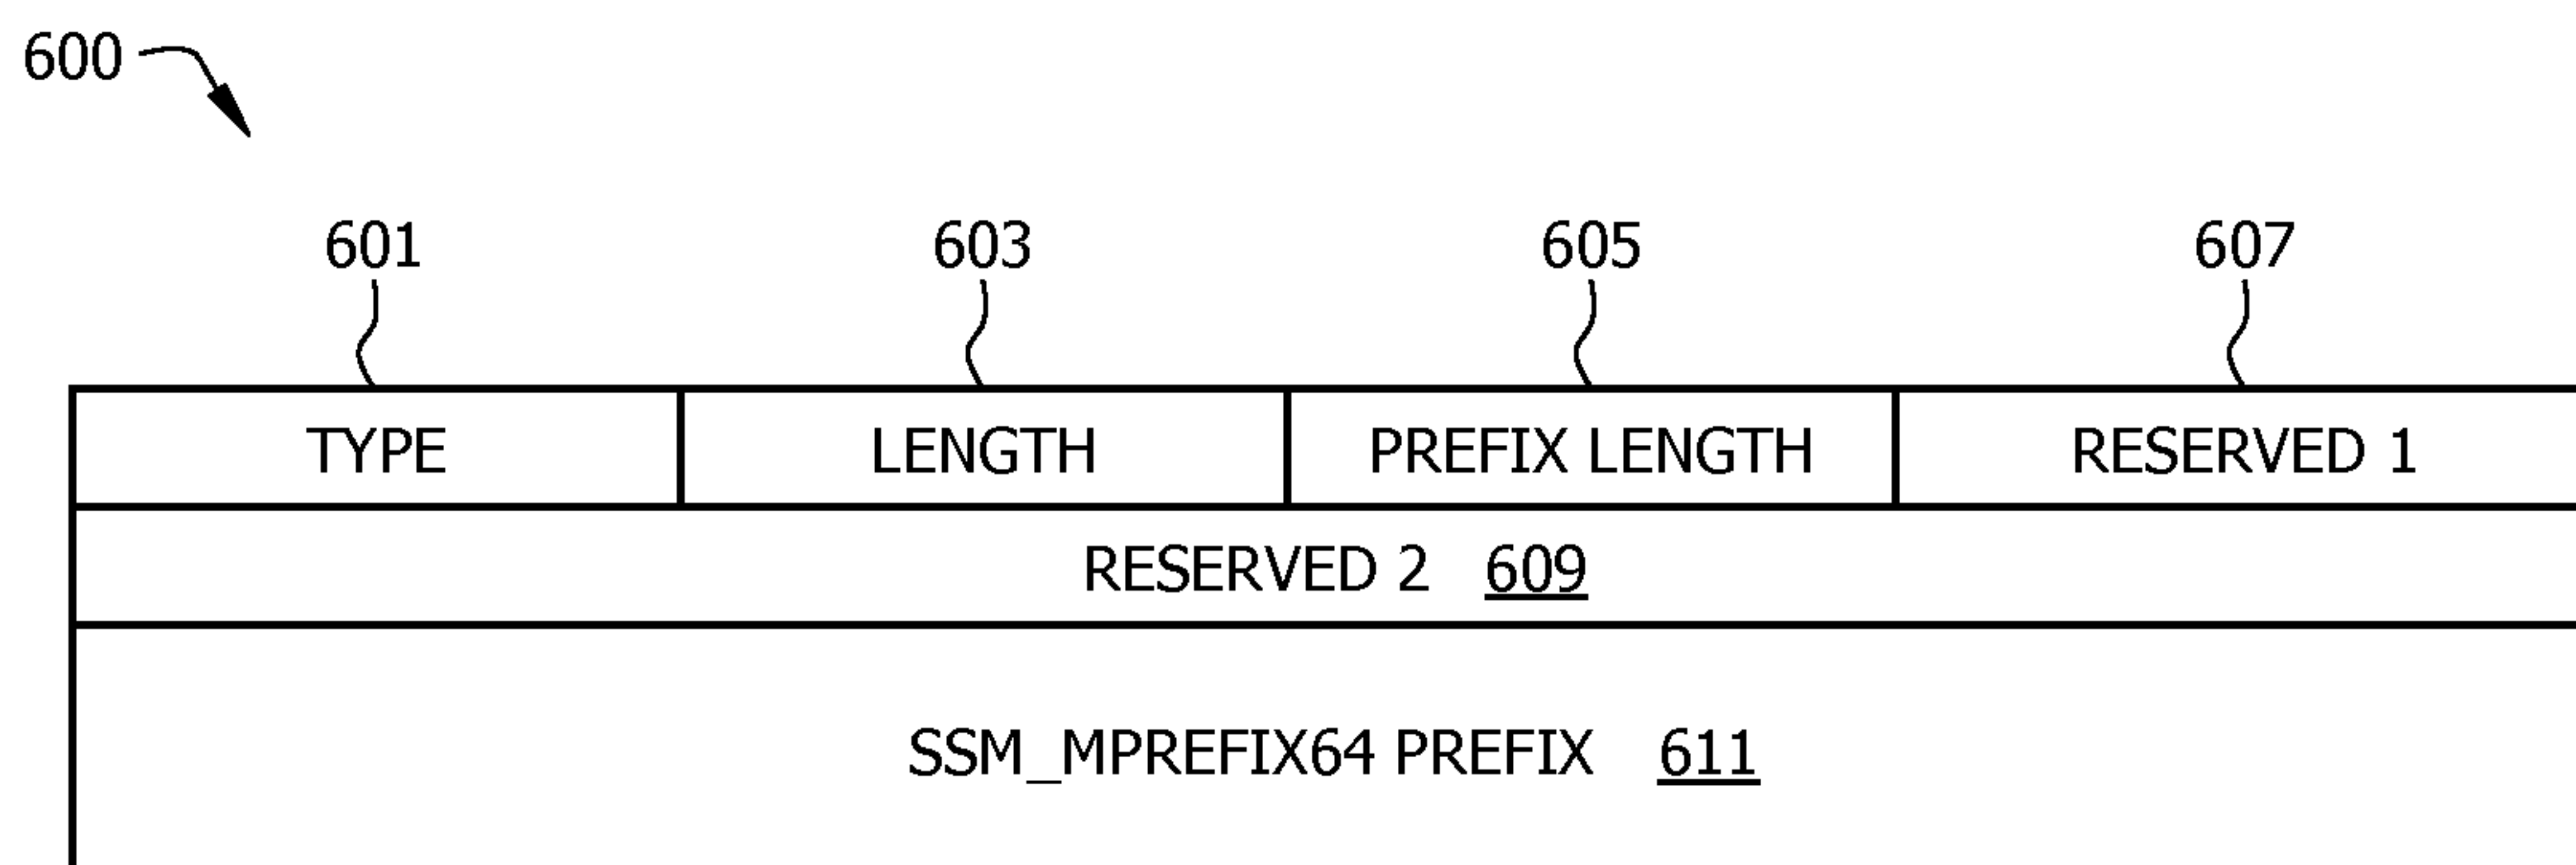 600
601 603 605 607
TYPE LENGTH PREFIX LENGTH RESERVED 1
RESERVED 2 609
SSM_MPREFIX64 PREFIX 611